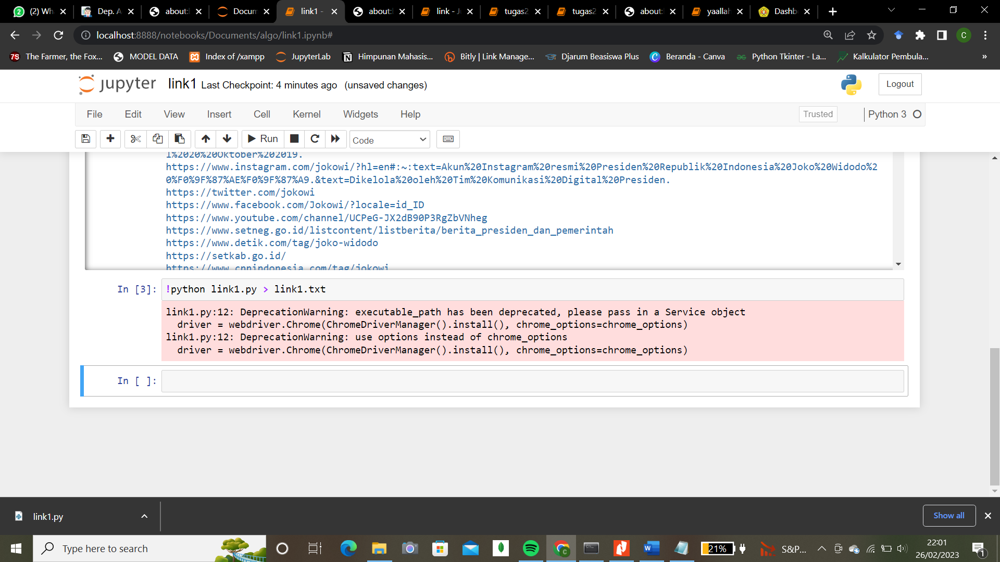 (2) Wh
Dep. A
about:
Docum
link1 -
about:
link - J
tugas2
tugas2
about:
yaallah
Dashb
localhost:8888/notebooks/Documents/algo/link1.ipynb#
C
The Farmer, the Fox...
MODEL DATA
Index of /xampp
JupyterLab
Himpunan Mahasis...
Bitly | Link Manage...
Djarum Beasiswa Plus
Beranda - Canva
Python Tkinter - La...
Kalkulator Pembula...
»
jupyter link1 Last Checkpoint: 4 minutes ago (unsaved changes)
Logout
File Edit View Insert Cell Kernel Widgets Help
Trusted
Python 3
Run
Code
l%2020%20Oktober%202019.
https://www.instagram.com/jokowi/?hl=en#:~:text=Akun%20Instagram%20resmi%20Presiden%20Republik%20Indonesia%20Joko%20Widodo%2
0%F0%9F%87%AE%F0%9F%87%A9.&text=Dikelola%20oleh%20Tim%20Komunikasi%20Digital%20Presiden.
https://twitter.com/jokowi
https://www.facebook.com/Jokowi/?locale=id_ID
https://www.youtube.com/channel/UCPeG-JX2dB90P3RgZbVNheg
https://www.setneg.go.id/listcontent/listberita/berita_presiden_dan_pemerintah
https://www.detik.com/tag/joko-widodo
https://setkab.go.id/
https://www.cnnindonesia.com/tag/jokowi
In [3]: !python link1.py > link1.txt
link1.py:12: DeprecationWarning: executable_path has been deprecated, please pass in a Service object
driver = webdriver.Chrome(ChromeDriverManager().install(), chrome_options=chrome_options)
link1.py:12: DeprecationWarning: use options instead of chrome_options
driver = webdriver.Chrome(ChromeDriverManager().install(), chrome_options=chrome_options)
In [ ]:
link1.py
Show all
Type here to search
21%
S&P...
22:01
26/02/2023
1